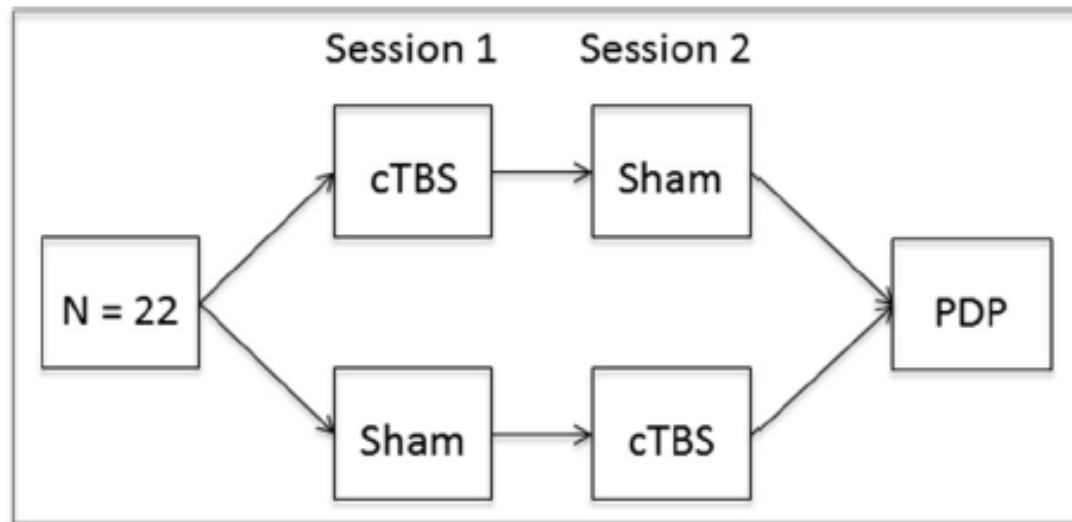 Session 1 Session 2
cTBS Sham
N = 22 PDP
Sham cTBS